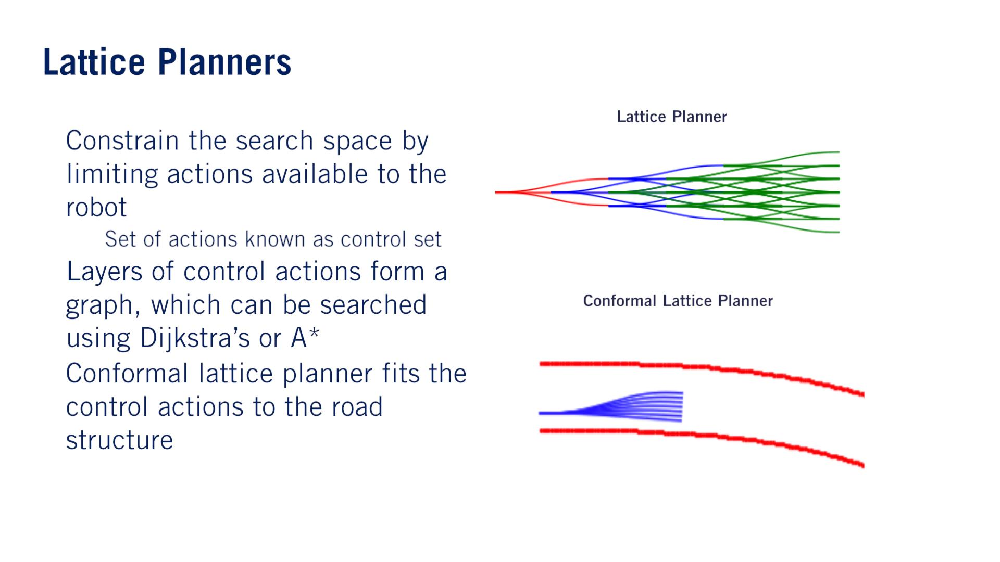 Lattice Planners
Constrain the search space by
limiting actions available to the
robot
Set of actions known as control set
Layers of control actions form a
graph, which can be searched
using Dijkstra’s or A*
Conformal lattice planner fits the
control actions to the road
structure
Lattice Planner
Conformal Lattice Planner